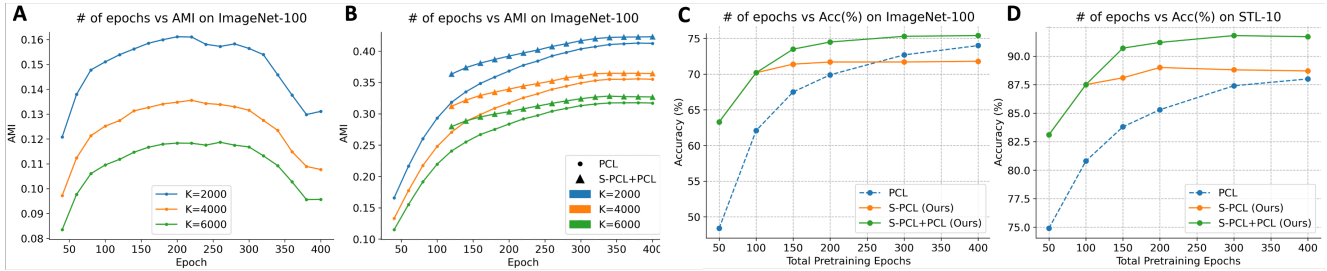 A
# of epochs vs AMI on ImageNet-100
AMI
0.16
0.15
0.14
0.13
0.12
0.11
0.10
0.09
0.08
K=2000
K=4000
K=6000
50 100 150 200 250 300 350 400
Epoch
B
# of epochs vs AMI on ImageNet-100
AMI
0.40
0.35
0.30
0.25
0.20
0.15
0.10
PCL
S-PCL+PCL
K=2000
K=4000
K=6000
50 100 150 200 250 300 350 400
Epoch
C
# of epochs vs Acc(%) on ImageNet-100
Accuracy (%)
75
70
65
60
55
50
PCL
S-PCL (Ours)
S-PCL+PCL (Ours)
50 100 150 200 250 300 350 400
Total Pretraining Epochs
D
# of epochs vs Acc(%) on STL-10
Accuracy (%)
90.0
87.5
85.0
82.5
80.0
77.5
75.0
PCL
S-PCL (Ours)
S-PCL+PCL (Ours)
50 100 150 200 250 300 350 400
Total Pretraining Epochs